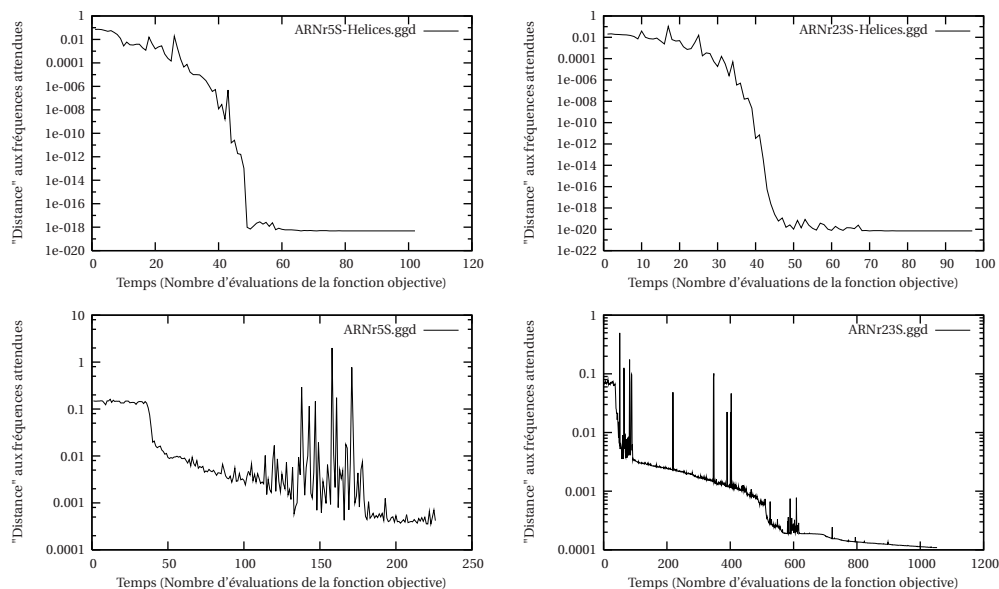 "Distance" aux fréquences attendues
1
0.01
0.0001
1e-006
1e-008
1e-010
1e-012
1e-014
1e-016
1e-018
1e-020
ARNr5S-Helices.ggd
0 20 40 60 80 100 120
Temps (Nombre d'évaluations de la fonction objective)
"Distance" aux fréquences attendues
1
0.01
0.0001
1e-006
1e-008
1e-010
1e-012
1e-014
1e-016
1e-018
1e-020
1e-022
ARNr23S-Helices.ggd
0 10 20 30 40 50 60 70 80 90 100
Temps (Nombre d'évaluations de la fonction objective)
"Distance" aux fréquences attendues
10
1
0.1
0.01
0.001
0.0001
ARNr5S.ggd
0 50 100 150 200 250
Temps (Nombre d'évaluations de la fonction objective)
"Distance" aux fréquences attendues
1
0.1
0.01
0.001
0.0001
ARNr23S.ggd
0 200 400 600 800 1000 1200
Temps (Nombre d'évaluations de la fonction objective)